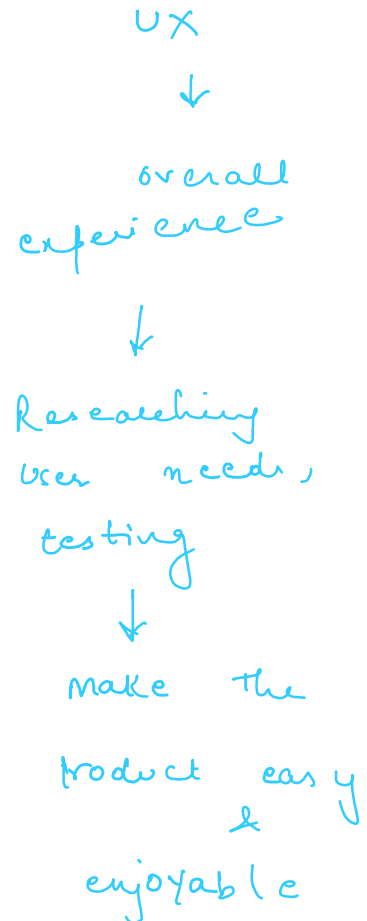 UX
↓
overall
experience
↓
Researching
user needs,
testing
↓
make the
product easy
&
enjoyable